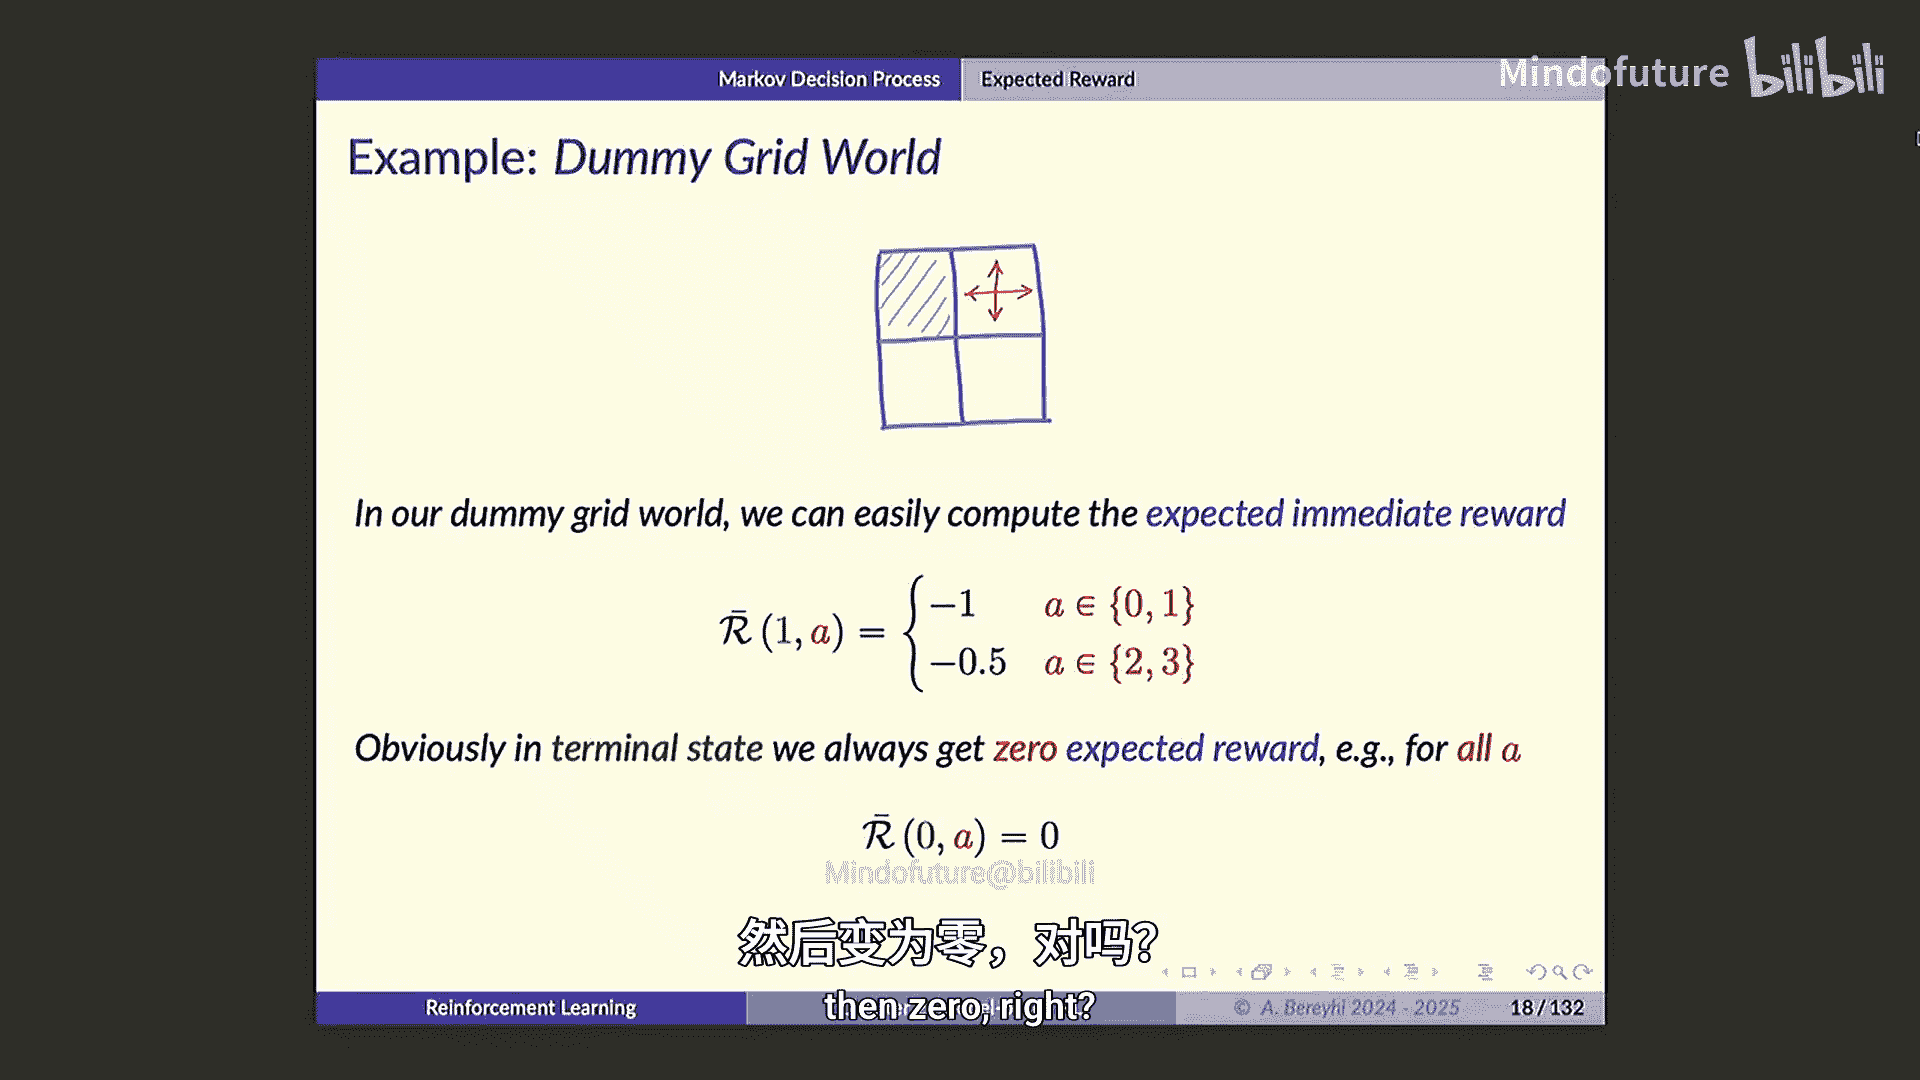 Markov Decision Process Expected Reward
Mindofuture bilibili
Example: Dummy Grid World
In our dummy grid world, we can easily compute the expected immediate reward
R̄ (1, a) = { −1 a ∈ {0, 1}
−0.5 a ∈ {2, 3}
Obviously in terminal state we always get zero expected reward, e.g., for all a
R̄ (0, a) = 0
Mindofuture@bilibili
然后变为零，对吗？
then zero, right?
Reinforcement Learning © A. Bereyhi 2024 - 2025 18 / 132